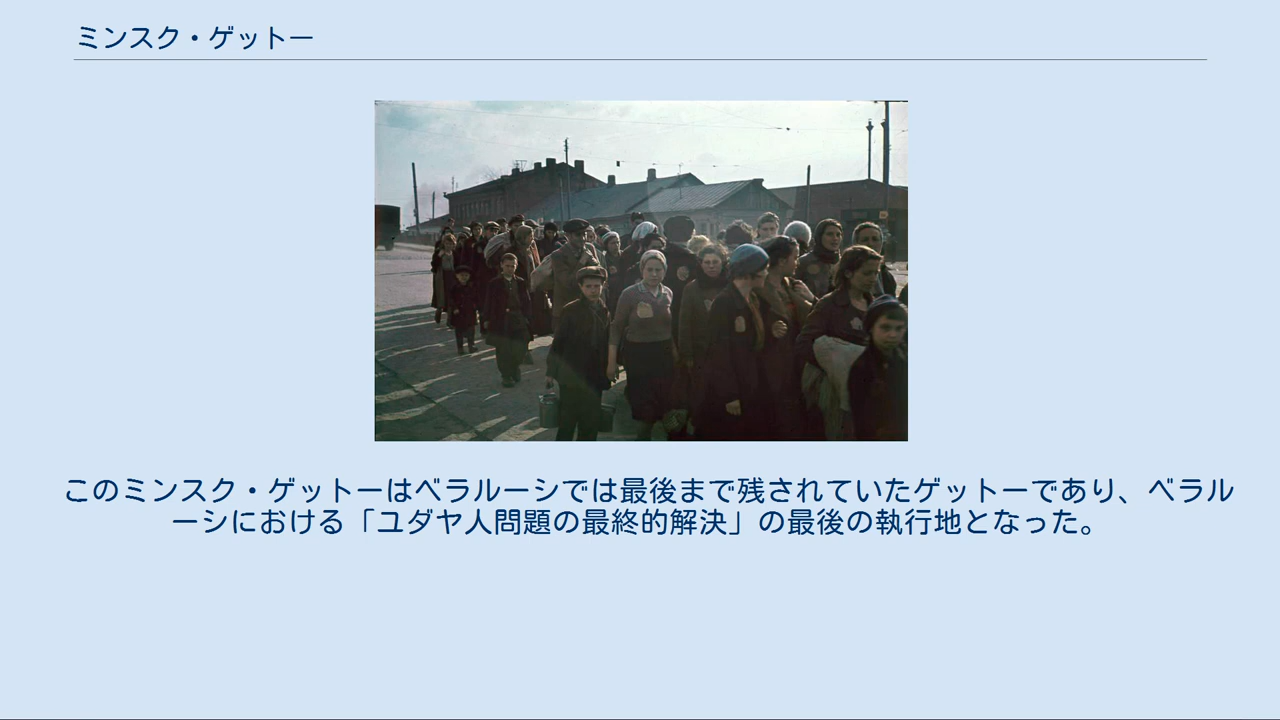 ミンスク・ゲットー
このミンスク・ゲットーはベラルーシでは最後まで残されていたゲットーであり、ベラル
ーシにおける「ユダヤ人問題の最終的解決」の最後の執行地となった。